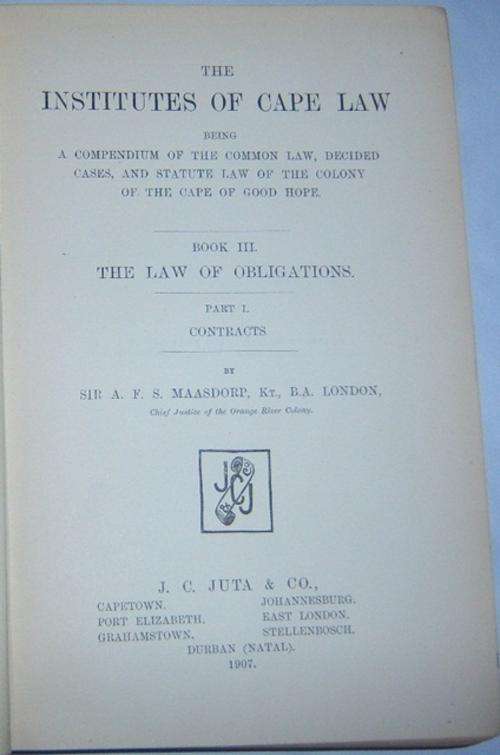 THE
INSTITUTES OF CAPE LAW
BEING
A COMPENDIUM OF THE COMMON LAW, DECIDED
CASES, AND STATUTE LAW OF THE COLONY
OF THE CAPE OF GOOD HOPE.
BOOK III.
THE LAW OF OBLIGATIONS.
PART I.
CONTRACTS
BY
SIR A. F. S. MAASDORP, KT., B.A. LONDON,
Chief Justice of the Orange River Colony.
JCJ
J. C. JUTA & CO.,
CAPETOWN. JOHANNESBURG.
PORT ELIZABETH. EAST LONDON.
GRAHAMSTOWN. STELLENBOSCH.
DURBAN (NATAL).
1907.